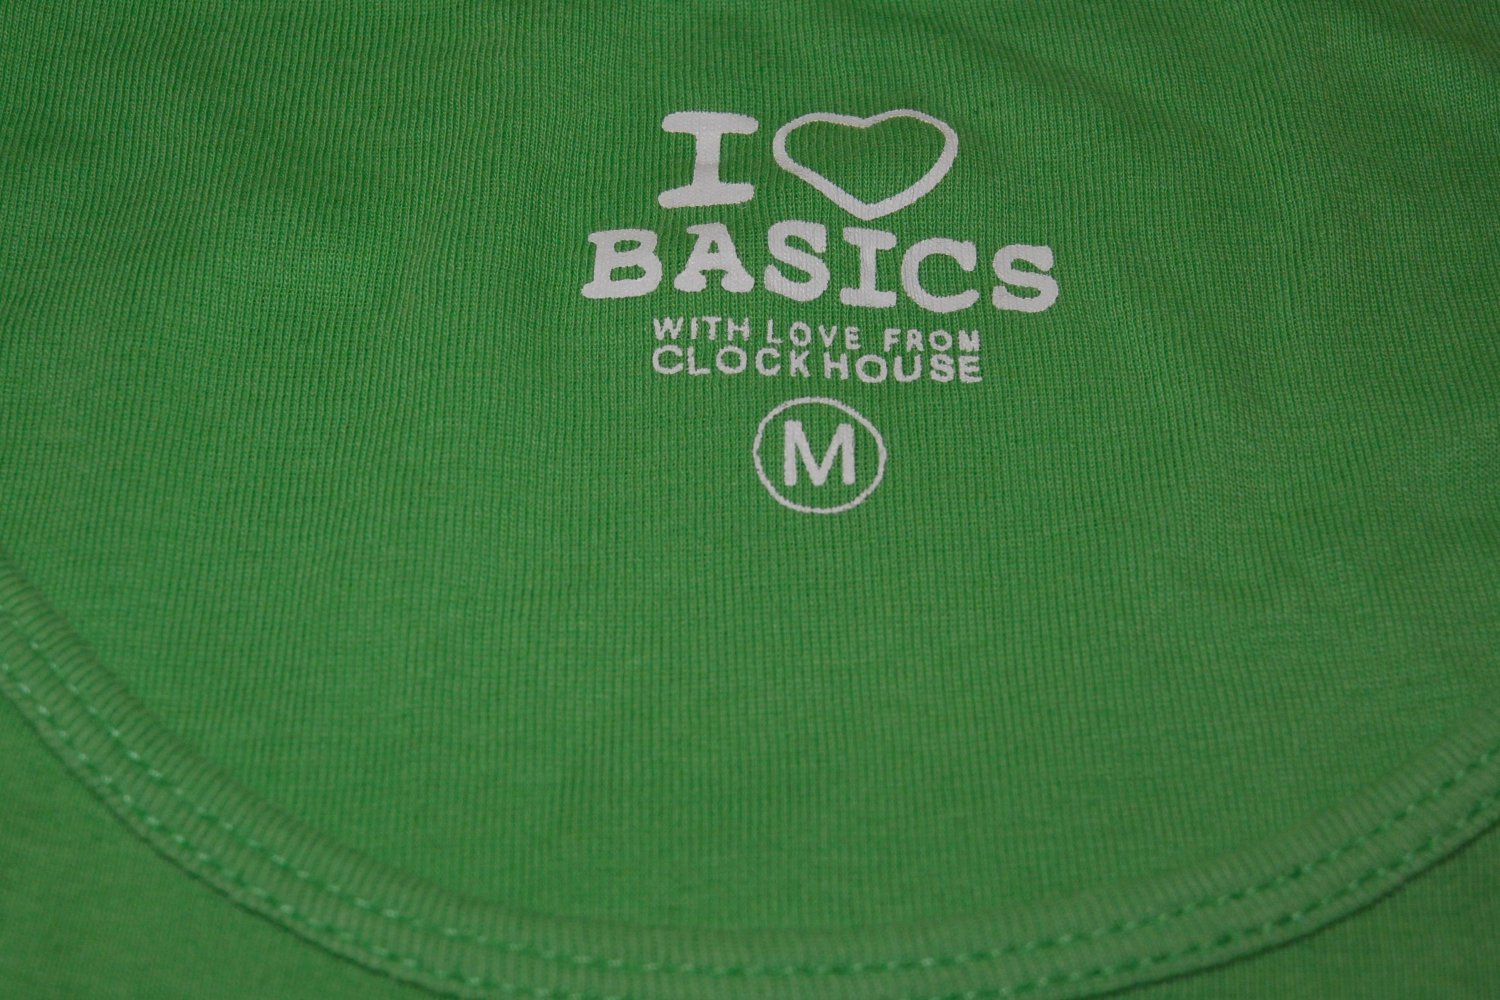 I
BASICS
WITH LOVE FROM
CLOCKHOUSE
M